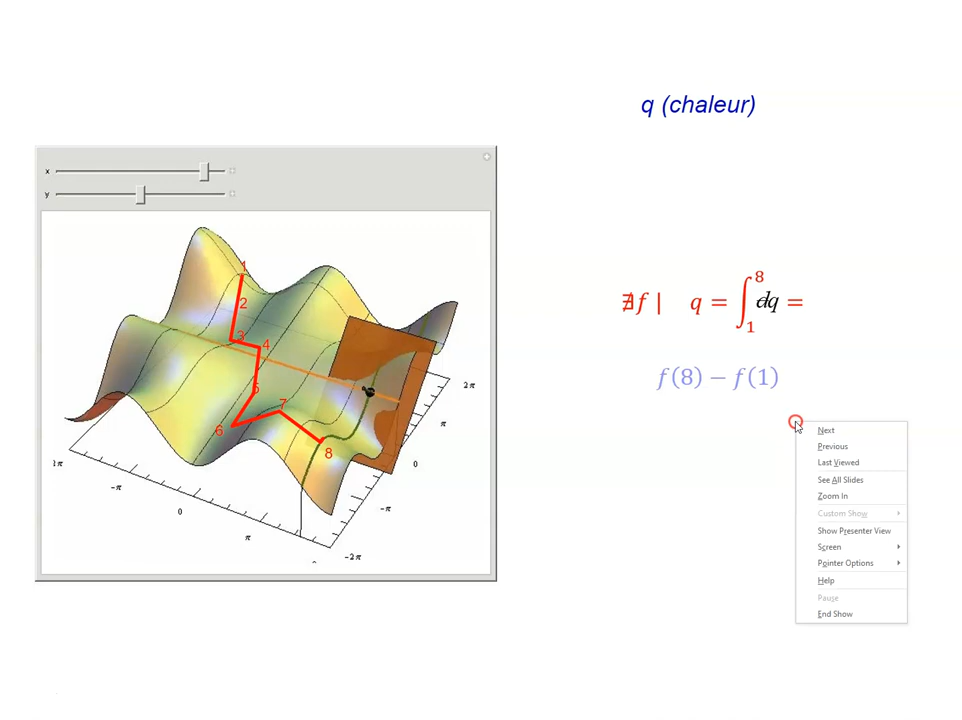 q (chaleur)
x
y
1
2
3
4
5
6
7
8
2π
π
0
-π
-2π
-π
0
π
∄f | q = ∫₁⁸ đq =
f(8) − f(1)
Next
Previous
Last Viewed
See All Slides
Zoom In
Custom Show
Show Presenter View
Screen
Pointer Options
Help
Pause
End Show